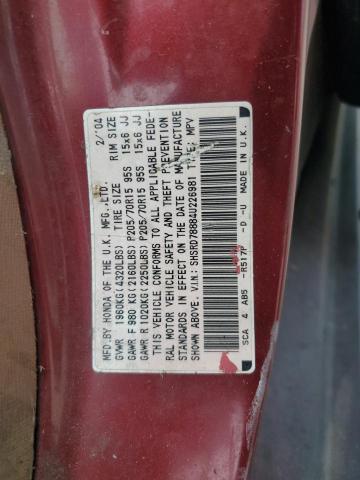 MFD.BY HONDA OF THE U.K. MFG.,LTD. 2/'04
GVWR 1960KG(4320LBS) TIRE SIZE RIM SIZE
GAWR F 980 KG(2160LBS) P205/70R15 95S 15x6 JJ
GAWR R 1020KG(2250LBS) P205/70R15 95S 15x6 JJ
THIS VEHICLE CONFORMS TO ALL APPLICABLE FEDE-
RAL MOTOR VEHICLE SAFETY AND THEFT PREVENTION
STANDARDS IN EFFECT ON THE DATE OF MANUFACTURE
SHOWN ABOVE. V.I.N: SHSRD78884U226981 TYPE: MPV
SCA 4 AB5 -R517P -D -U MADE IN U.K.